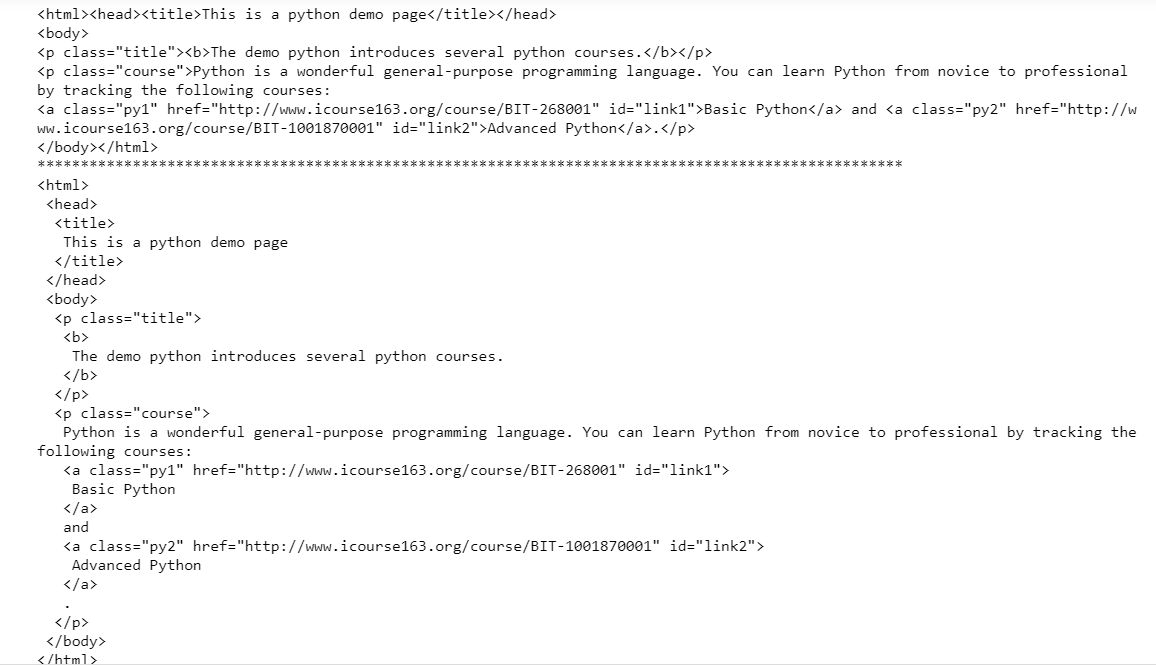 <html><head><title>This is a python demo page</title></head>
<body>
<p class="title"><b>The demo python introduces several python courses.</b></p>
<p class="course">Python is a wonderful general-purpose programming language. You can learn Python from novice to professional
by tracking the following courses:
<a class="py1" href="http://www.icourse163.org/course/BIT-268001" id="link1">Basic Python</a> and <a class="py2" href="http://w
ww.icourse163.org/course/BIT-1001870001" id="link2">Advanced Python</a>.</p>
</body></html>
****************************************************************************************************
<html>
 <head>
  <title>
   This is a python demo page
  </title>
 </head>
 <body>
  <p class="title">
   <b>
    The demo python introduces several python courses.
   </b>
  </p>
  <p class="course">
   Python is a wonderful general-purpose programming language. You can learn Python from novice to professional by tracking the
following courses:
   <a class="py1" href="http://www.icourse163.org/course/BIT-268001" id="link1">
    Basic Python
   </a>
   and
   <a class="py2" href="http://www.icourse163.org/course/BIT-1001870001" id="link2">
    Advanced Python
   </a>
   .
  </p>
 </body>
</html>